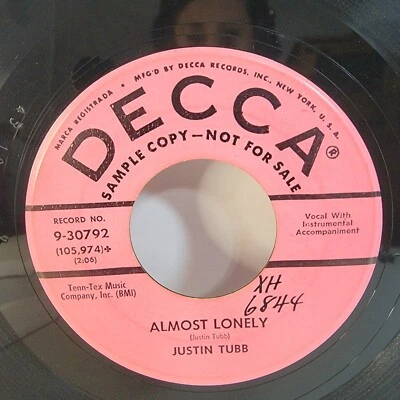 MARCA REGISTRADA • MFG'D BY DECCA RECORDS, INC., NEW YORK, U. S. A.
DECCA®
SAMPLE COPY—NOT FOR SALE
RECORD NO.
9-30792
(105,974)✤
(2:06)
Vocal With
Instrumental
Accompaniment
Tenn-Tex Music
Company, Inc. (BMI)
XH
6844
ALMOST LONELY
(Justin Tubb)
JUSTIN TUBB